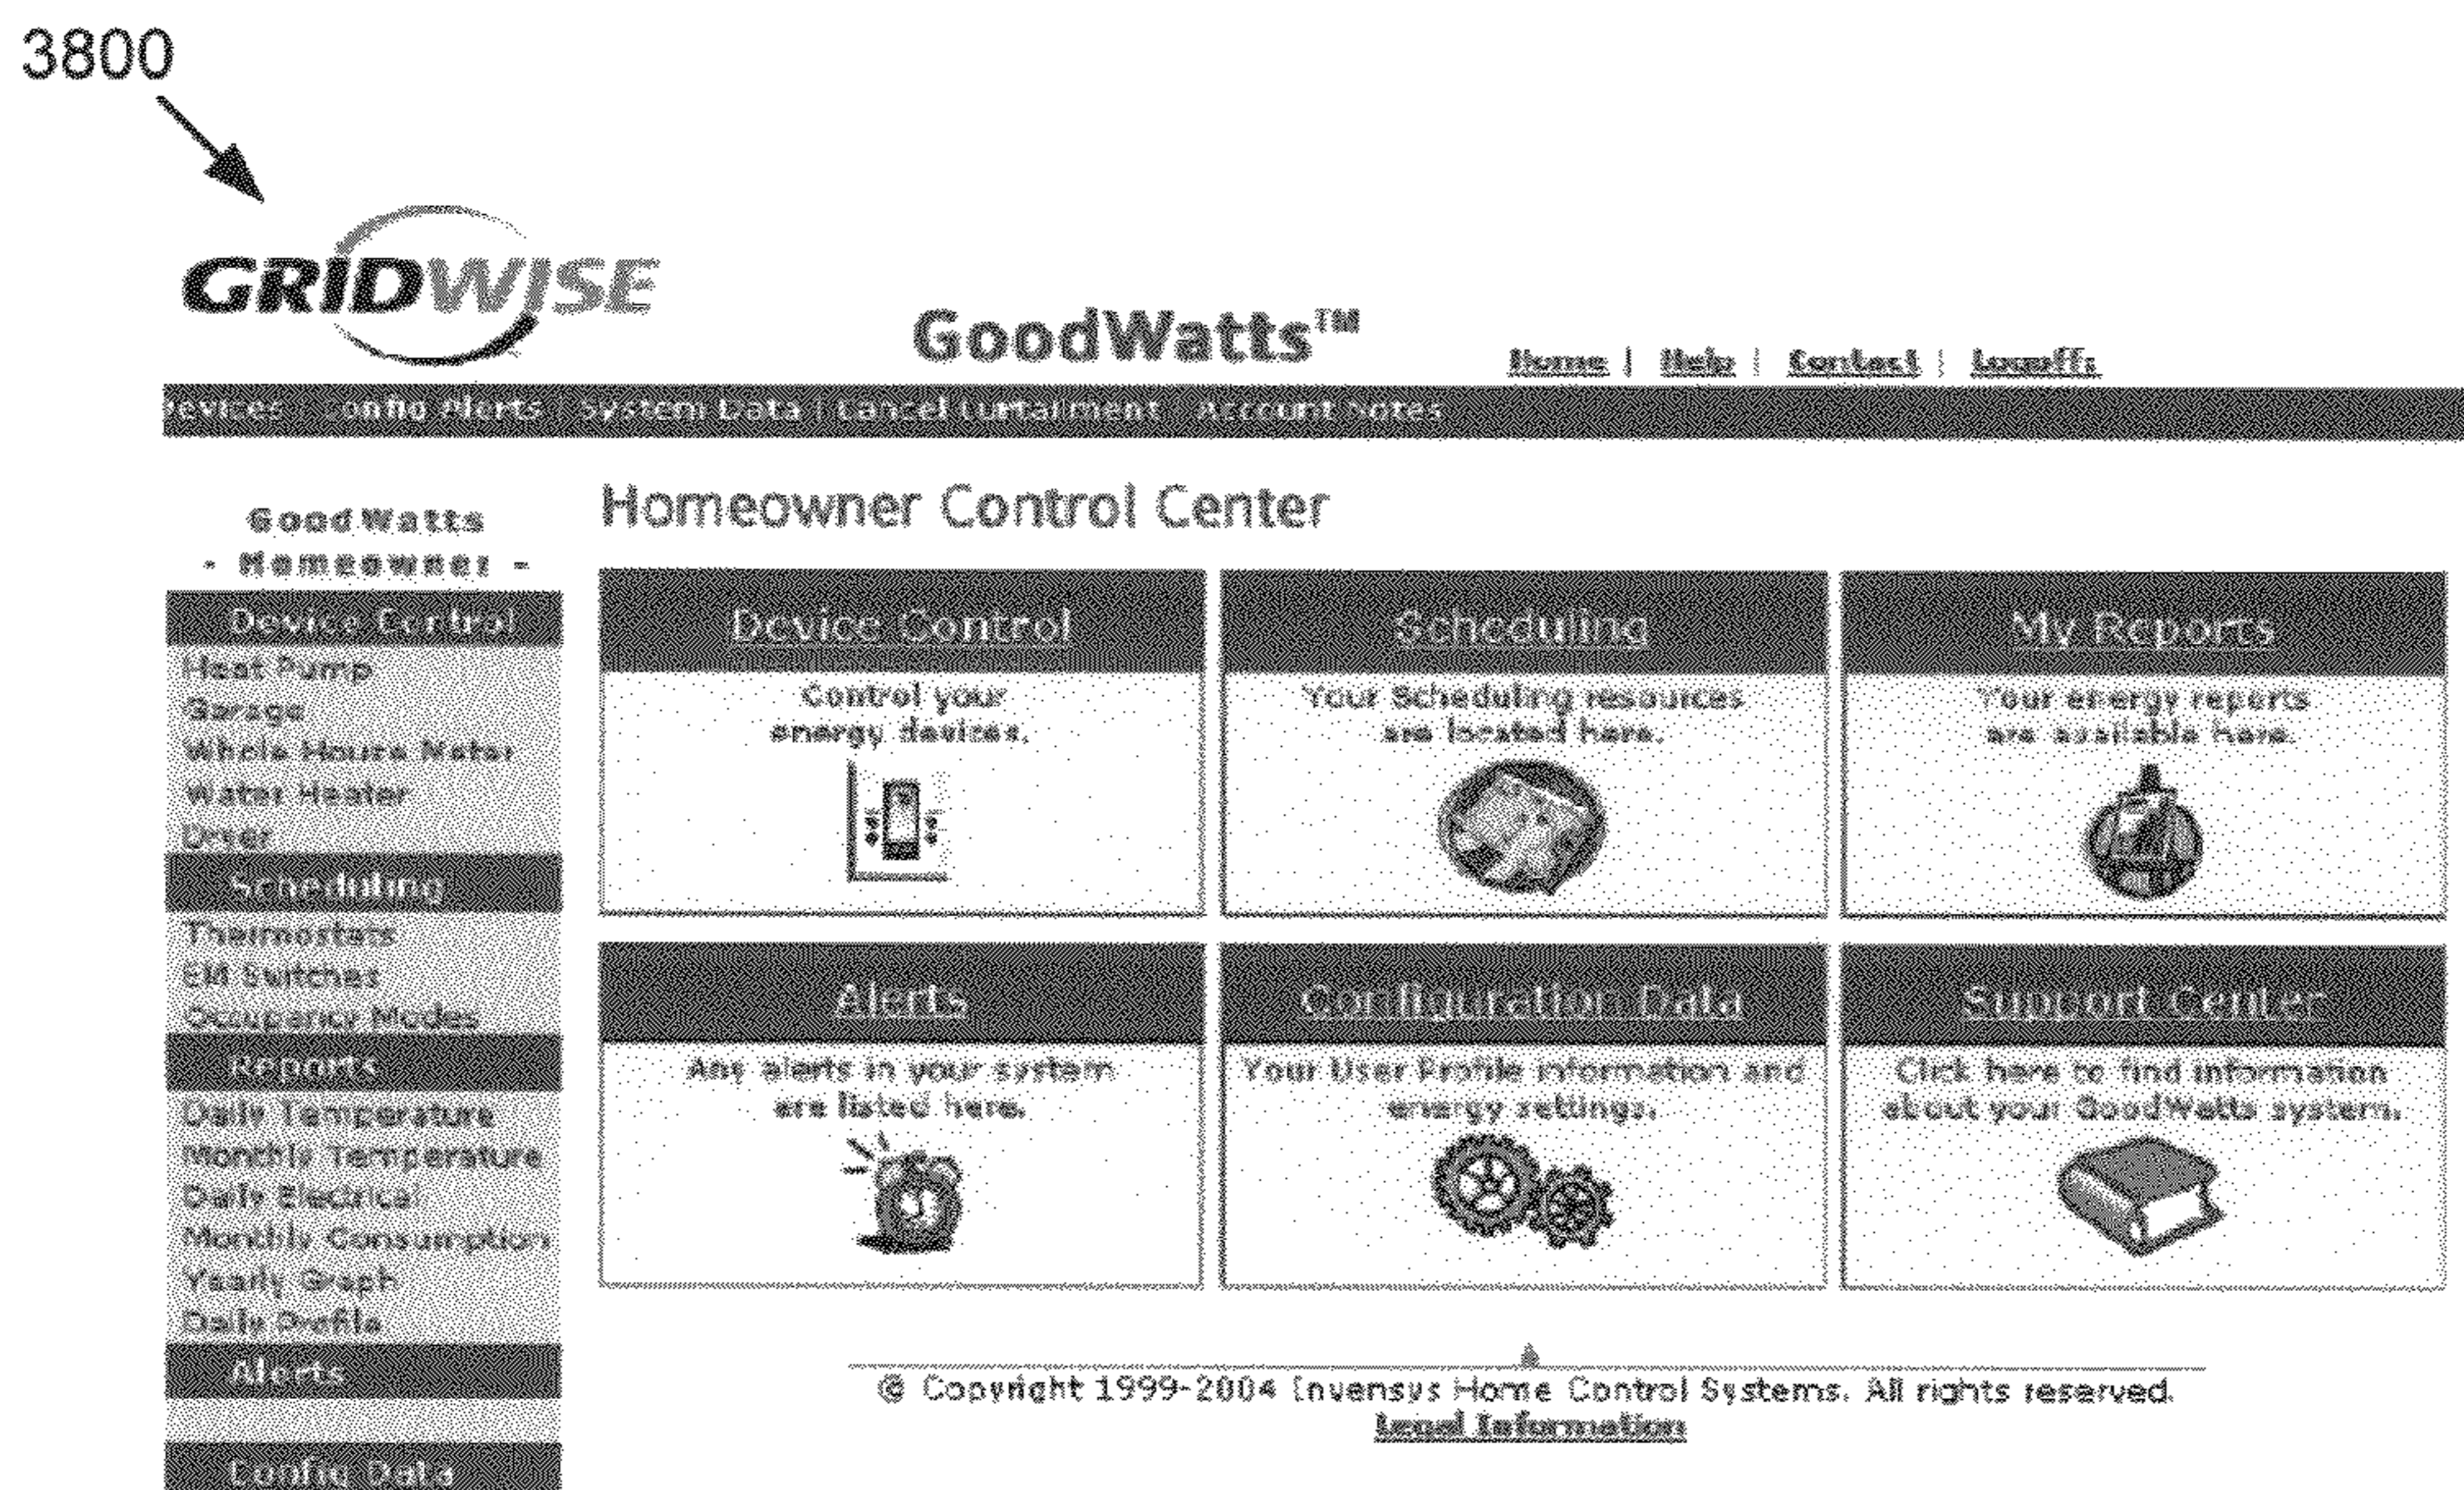 3800
GRIDWISE
GoodWatts™
Home | Help | Contact | Logoff
Devices | Config Alerts | System Data | Cancel Curtailment | Account Notes
GoodWatts
- Homeowner -
Device Control
Heat Pump
Garage
Whole House Meter
Water Heater
Dryer
Scheduling
Thermostats
EM Switches
Occupancy Modes
Reports
Daily Temperature
Monthly Temperature
Daily Electrical
Monthly Consumption
Yearly Graph
Daily Profile
Alerts
Config Data
Homeowner Control Center
Device Control
Control your
energy devices.
Scheduling
Your Scheduling resources
are located here.
My Reports
Your energy reports
are available here.
Alerts
Any alerts in your system
are listed here.
Configuration Data
Your User Profile information and
energy settings.
Support Center
Click here to find information
about your GoodWatts system.
© Copyright 1999-2004 Invensys Home Control Systems. All rights reserved.
Legal Information